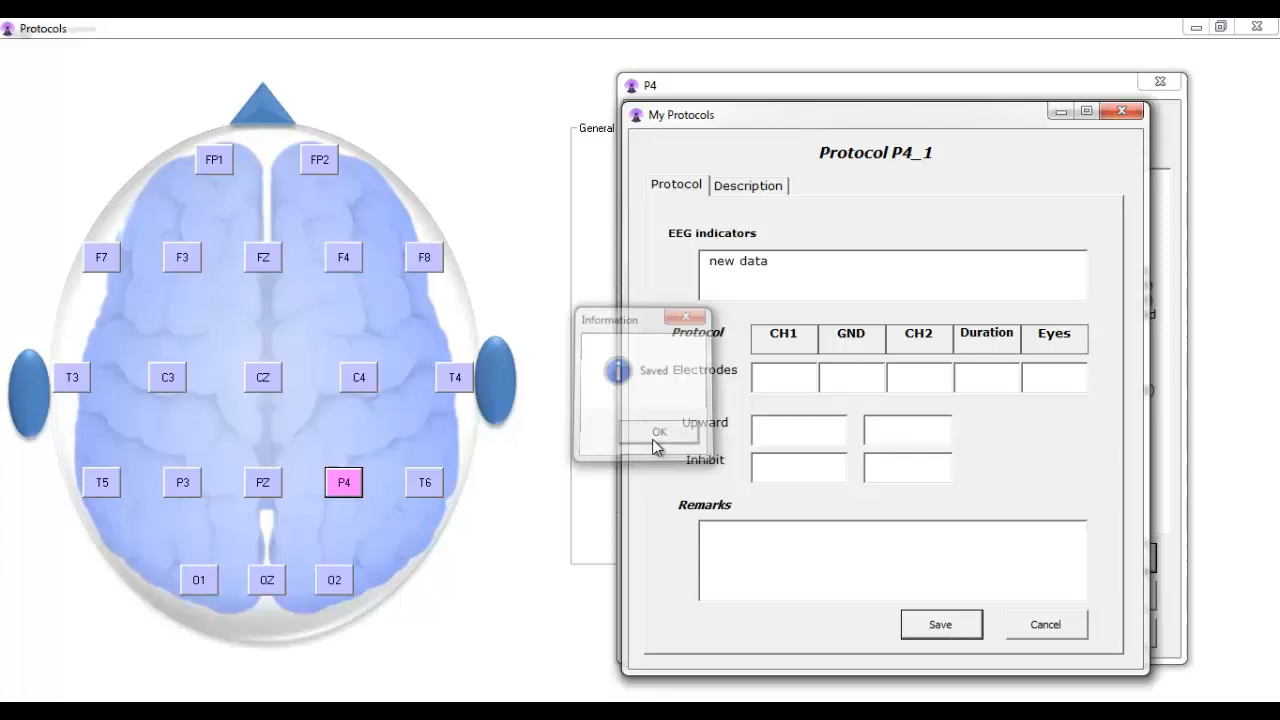 Protocols
FP1 FP2
F7 F3 FZ F4 F8
T3 C3 CZ C4 T4
T5 P3 PZ P4 T6
O1 OZ O2
General
P4
My Protocols
Protocol P4_1
Protocol Description
EEG indicators
new data
Protocol CH1 GND CH2 Duration Eyes
Electrodes
Upward
Inhibit
Remarks
Save Cancel
Information
Saved
OK